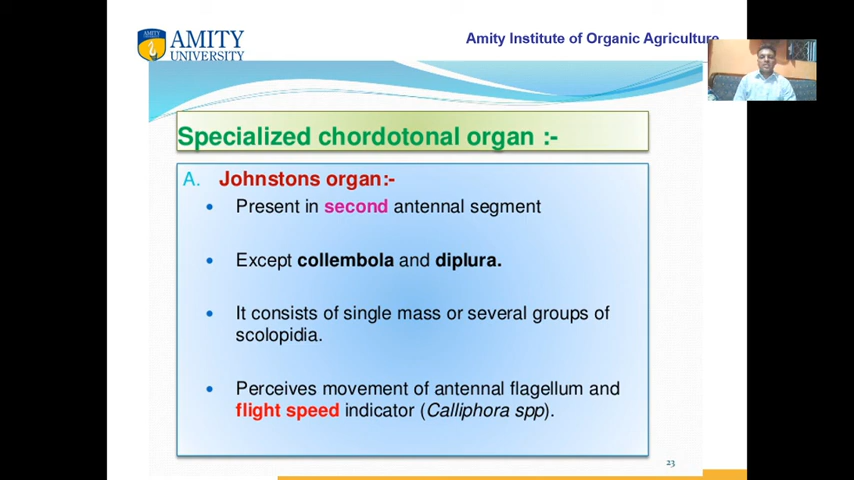 AMITY
AMITY
UNIVERSITY
Amity Institute of Organic Agriculture
Specialized chordotonal organ :-
A. Johnstons organ:-
• Present in second antennal segment
• Except collembola and diplura.
• It consists of single mass or several groups of
scolopidia.
• Perceives movement of antennal flagellum and
flight speed indicator (Calliphora spp).
23